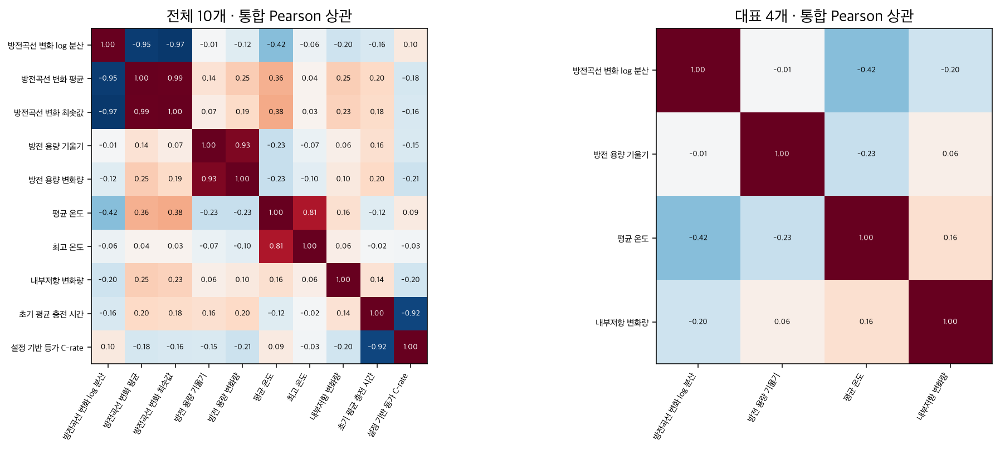 전체 10개 · 통합 Pearson 상관
방전곡선 변화 log 분산 1.00 -0.95 -0.97 -0.01 -0.12 -0.42 -0.06 -0.20 -0.16 0.10
방전곡선 변화 평균 -0.95 1.00 0.99 0.14 0.25 0.36 0.04 0.25 0.20 -0.18
방전곡선 변화 최솟값 -0.97 0.99 1.00 0.07 0.19 0.38 0.03 0.23 0.18 -0.16
방전 용량 기울기 -0.01 0.14 0.07 1.00 0.93 -0.23 -0.07 0.06 0.16 -0.15
방전 용량 변화량 -0.12 0.25 0.19 0.93 1.00 -0.23 -0.10 0.10 0.20 -0.21
평균 온도 -0.42 0.36 0.38 -0.23 -0.23 1.00 0.81 0.16 -0.12 0.09
최고 온도 -0.06 0.04 0.03 -0.07 -0.10 0.81 1.00 0.06 -0.02 -0.03
내부저항 변화량 -0.20 0.25 0.23 0.06 0.10 0.16 0.06 1.00 0.14 -0.20
초기 평균 충전 시간 -0.16 0.20 0.18 0.16 0.20 -0.12 -0.02 0.14 1.00 -0.92
설정 기반 등가 C-rate 0.10 -0.18 -0.16 -0.15 -0.21 0.09 -0.03 -0.20 -0.92 1.00
방전곡선 변화 log 분산
방전곡선 변화 평균
방전곡선 변화 최솟값
방전 용량 기울기
방전 용량 변화량
평균 온도
최고 온도
내부저항 변화량
초기 평균 충전 시간
설정 기반 등가 C-rate
대표 4개 · 통합 Pearson 상관
방전곡선 변화 log 분산 1.00 -0.01 -0.42 -0.20
방전 용량 기울기 -0.01 1.00 -0.23 0.06
평균 온도 -0.42 -0.23 1.00 0.16
내부저항 변화량 -0.20 0.06 0.16 1.00
방전곡선 변화 log 분산
방전 용량 기울기
평균 온도
내부저항 변화량